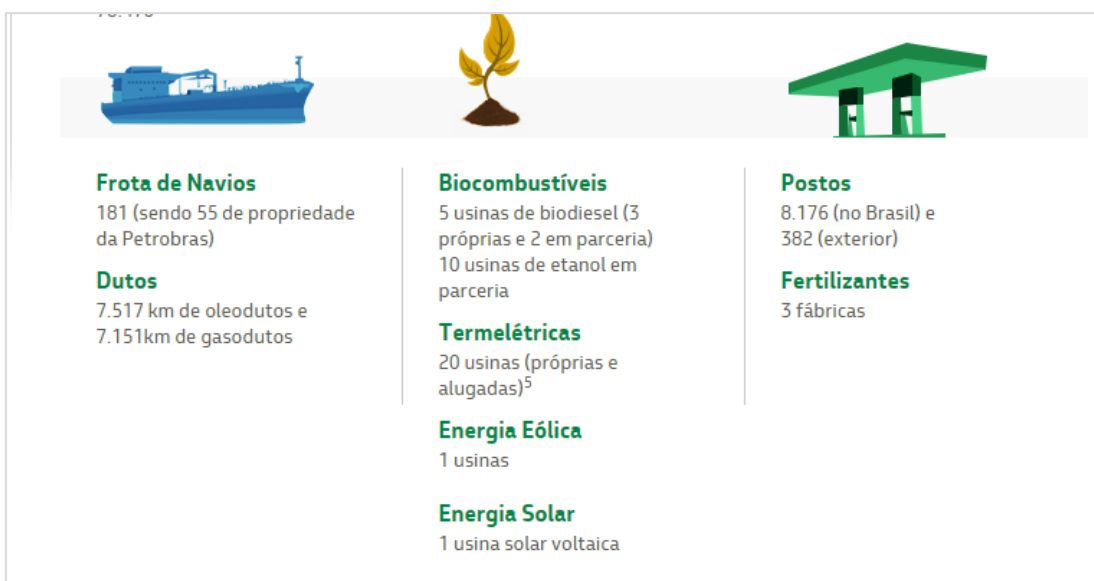 Frota de Navios
181 (sendo 55 de propriedade
da Petrobras)
Dutos
7.517 km de oleodutos e
7.151km de gasodutos
Biocombustíveis
5 usinas de biodiesel (3
próprias e 2 em parceria)
10 usinas de etanol em
parceria
Termelétricas
20 usinas (próprias e
alugadas)5
Energia Eólica
1 usinas
Energia Solar
1 usina solar voltaica
Postos
8.176 (no Brasil) e
382 (exterior)
Fertilizantes
3 fábricas